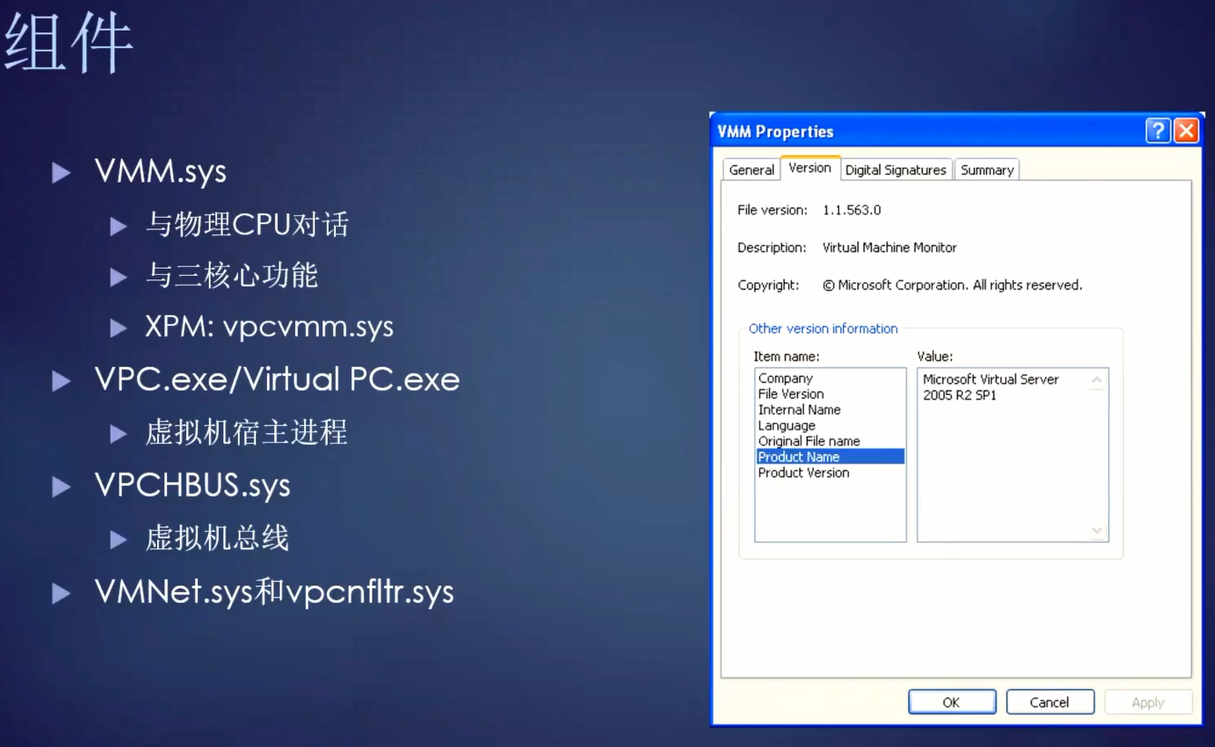 组件
VMM.sys
与物理CPU对话
与三核心功能
XPM: vpcvmm.sys
VPC.exe/Virtual PC.exe
虚拟机宿主进程
VPCHBUS.sys
虚拟机总线
VMNet.sys和vpcnfltr.sys
VMM Properties
General Version Digital Signatures Summary
File version: 1.1.563.0
Description: Virtual Machine Monitor
Copyright: © Microsoft Corporation. All rights reserved.
Other version information
Item name: Value:
Company
File Version
Internal Name
Language
Original File name
Product Name
Product Version
Microsoft Virtual Server
2005 R2 SP1
OK Cancel Apply